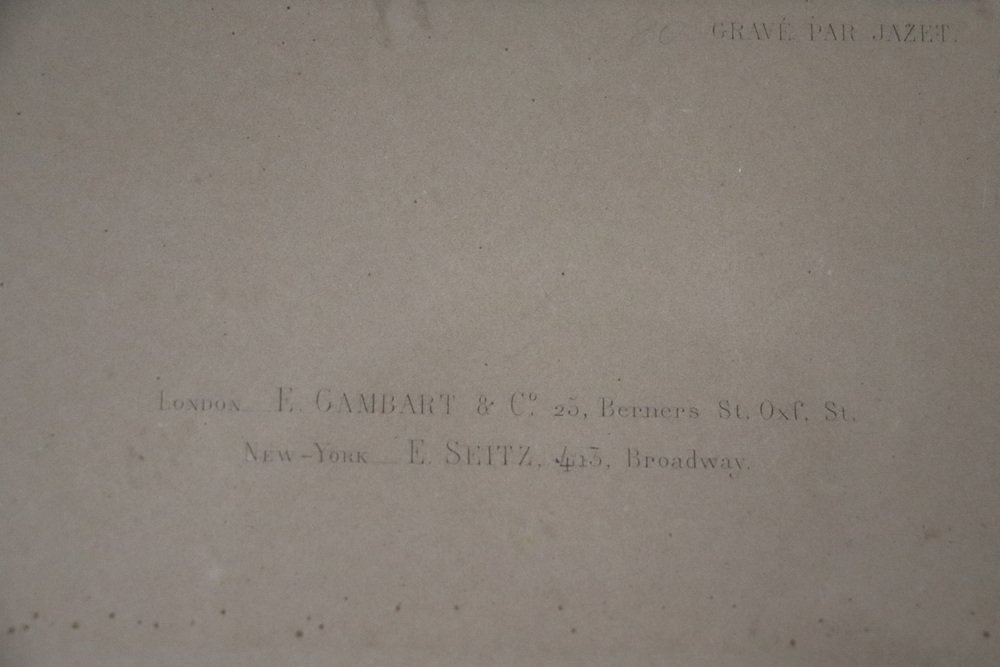 GRAVÉ PAR JAZET.
LONDON E. GAMBART & Cº. 25, Berners St. Oxf. St.
NEW-YORK E. SEITZ, 413, Broadway.